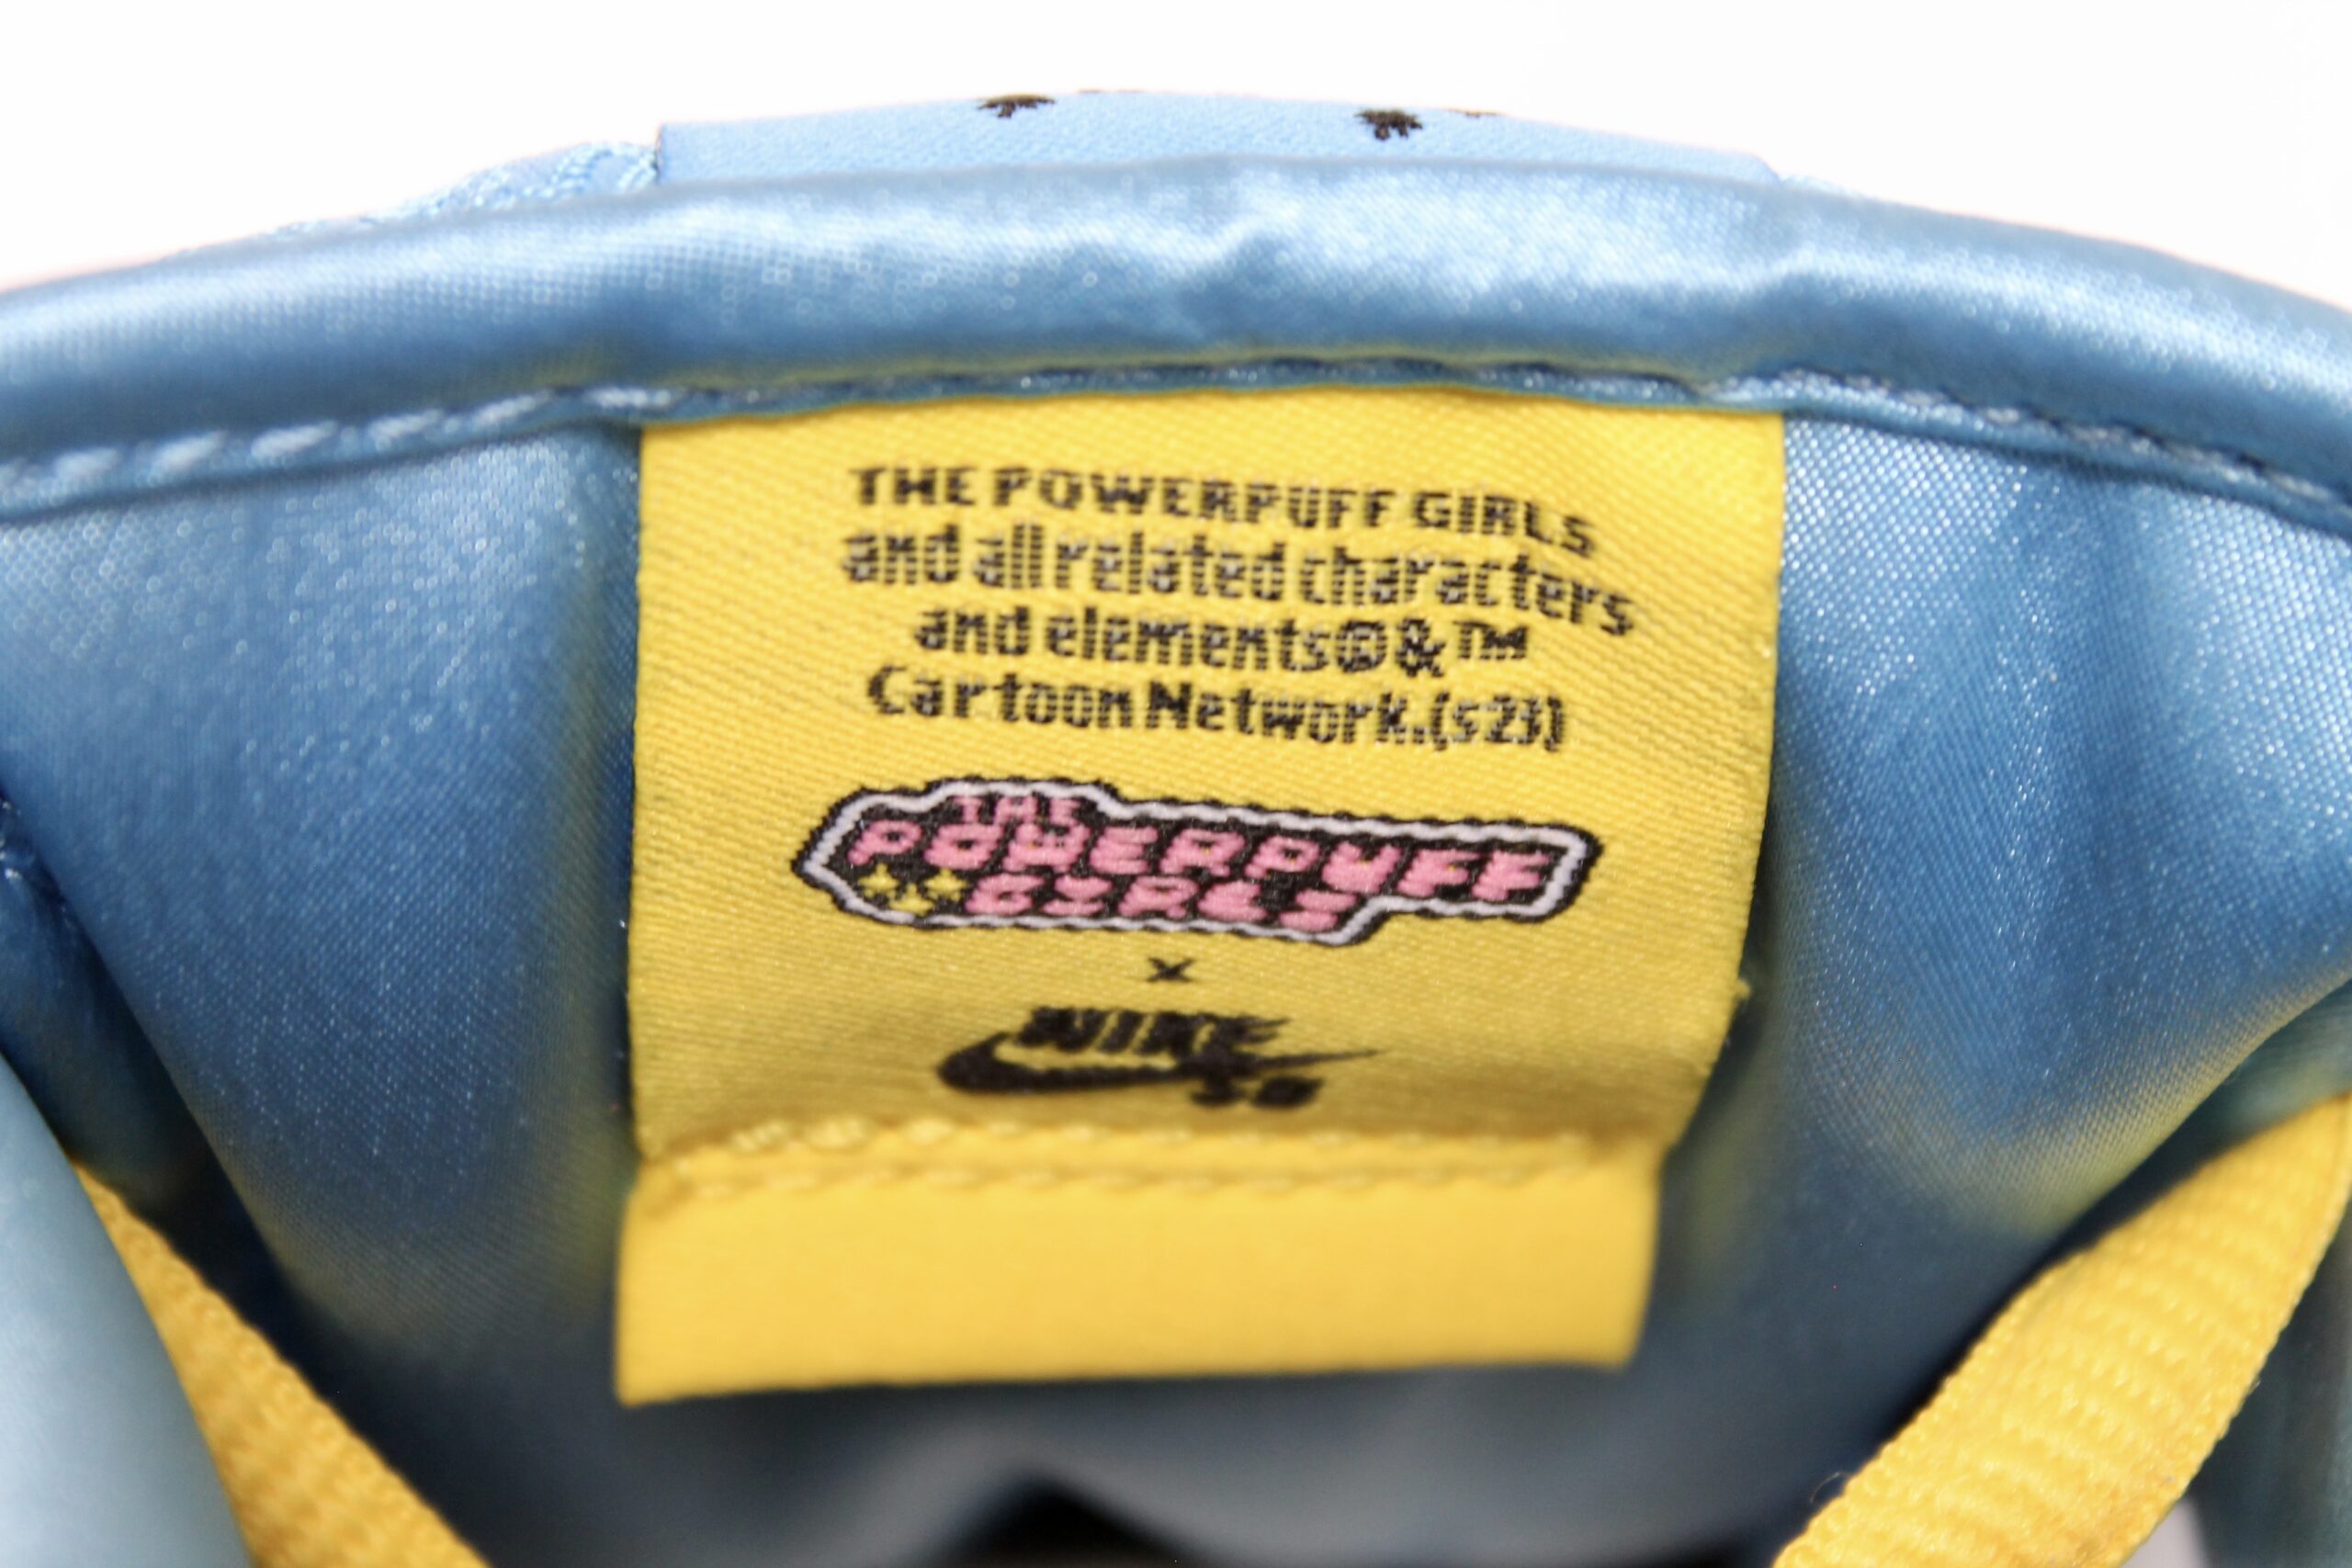 THE POWERPUFF GIRLS
and all related characters
and elements®&™
Cartoon Network.(s23)
THE
POWERPUFF
GIRLS
x
NIKE
SB